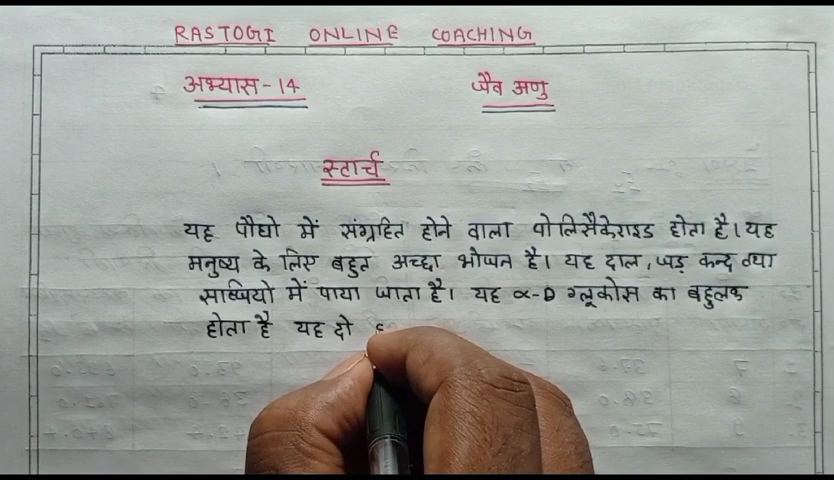 RASTOGI ONLINE COACHING
अभ्यास-14 जैव अणु
स्टार्च
यह पौधो में संग्रहित होने वाला पोलिसैकेराइड होता है। यह
मनुष्य के लिए बहुत अच्छा भोजन है। यह दाल, जड़ कन्द तथा
सब्जियो में पाया जाता है। यह α-D ग्लूकोस का बहुलक
होता है यह दो